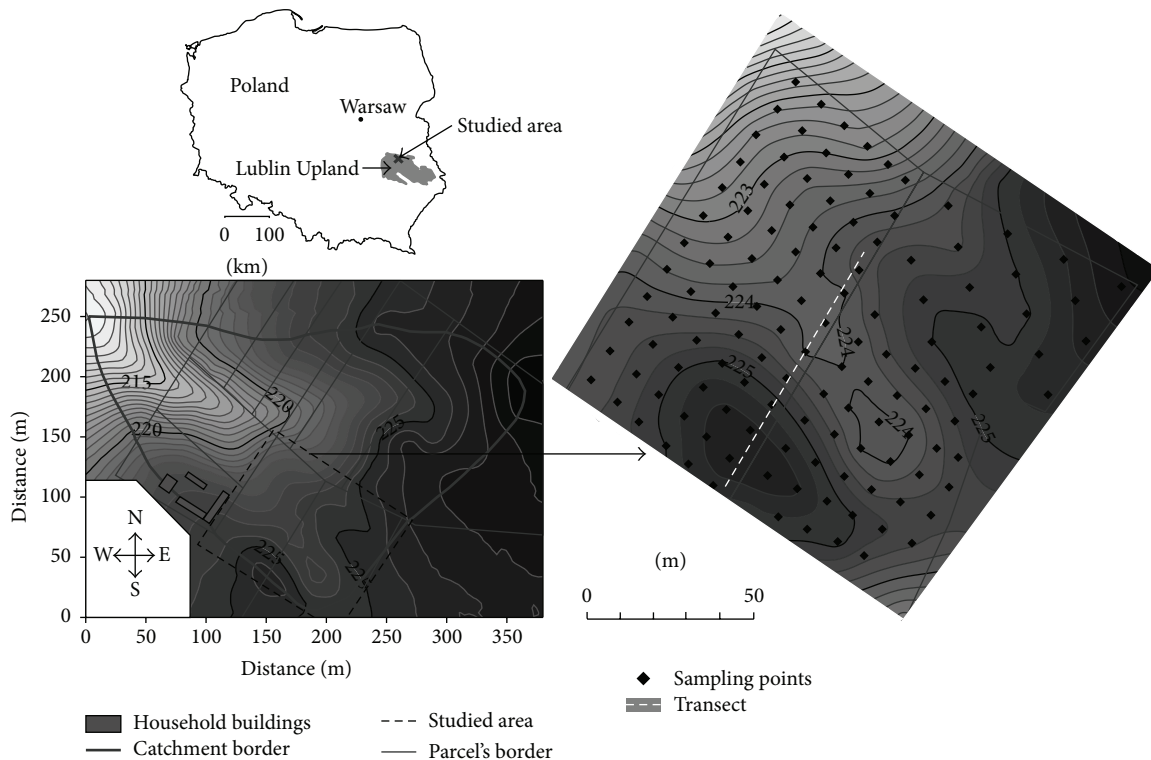 Poland
Warsaw
Studied area
Lublin Upland
0 100
(km)
223
224
224
225
224
225
250
200
150
100
50
0
Distance (m)
215
220
220
225
225
225
N
W E
S
0 50 100 150 200 250 300 350
Distance (m)
(m)
0 50
Sampling points
Transect
Household buildings
Catchment border
Studied area
Parcel's border